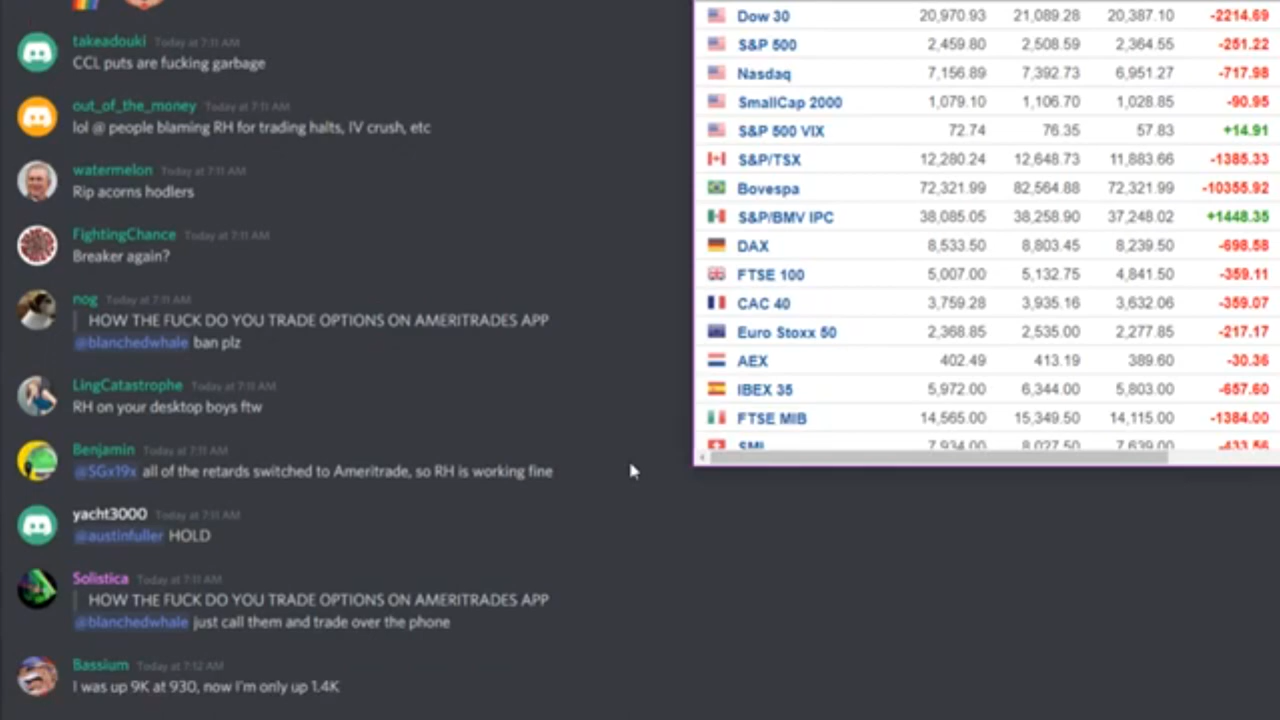 takeadouki Today at 7:11 AM
CCL puts are fucking garbage
out_of_the_money Today at 7:11 AM
lol @ people blaming RH for trading halts, IV crush, etc
watermelon Today at 7:11 AM
Rip acorns hodlers
FightingChance Today at 7:11 AM
Breaker again?
nog Today at 7:11 AM
HOW THE FUCK DO YOU TRADE OPTIONS ON AMERITRADES APP
@blanchedwhale ban plz
LingCatastrophe Today at 7:11 AM
RH on your desktop boys ftw
Benjamin Today at 7:11 AM
@SGx19x all of the retards switched to Ameritrade, so RH is working fine
yacht3000 Today at 7:11 AM
@austinfuller HOLD
Solistica Today at 7:11 AM
HOW THE FUCK DO YOU TRADE OPTIONS ON AMERITRADES APP
@blanchedwhale just call them and trade over the phone
Bassium Today at 7:12 AM
I was up 9K at 930, now I'm only up 1.4K
Dow 30 20,970.93 21,089.28 20,387.10 -2214.69
S&P 500 2,459.80 2,508.59 2,364.55 -251.22
Nasdaq 7,156.89 7,392.73 6,951.27 -717.98
SmallCap 2000 1,079.10 1,106.70 1,028.85 -90.95
S&P 500 VIX 72.74 76.35 57.83 +14.91
S&P/TSX 12,280.24 12,648.73 11,883.66 -1385.33
Bovespa 72,321.99 82,564.88 72,321.99 -10355.92
S&P/BMV IPC 38,085.05 38,258.90 37,248.02 +1448.35
DAX 8,533.50 8,803.45 8,239.50 -698.58
FTSE 100 5,007.00 5,132.75 4,841.50 -359.11
CAC 40 3,759.28 3,935.16 3,632.06 -359.07
Euro Stoxx 50 2,368.85 2,535.00 2,277.85 -217.17
AEX 402.49 413.19 389.60 -30.36
IBEX 35 5,972.00 6,344.00 5,803.00 -657.60
FTSE MIB 14,565.00 15,349.50 14,115.00 -1384.00
SMI 7,934.00 8,027.50 7,639.00 -433.56